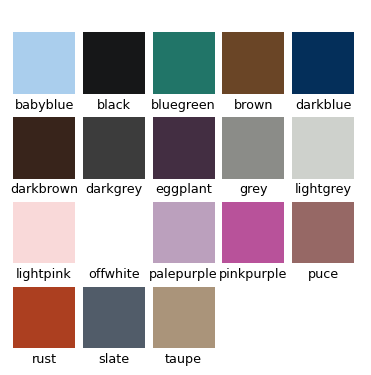 babyblue black bluegreen brown darkblue
darkbrown darkgrey eggplant grey lightgrey
lightpink offwhite palepurple pinkpurple puce
rust slate taupe